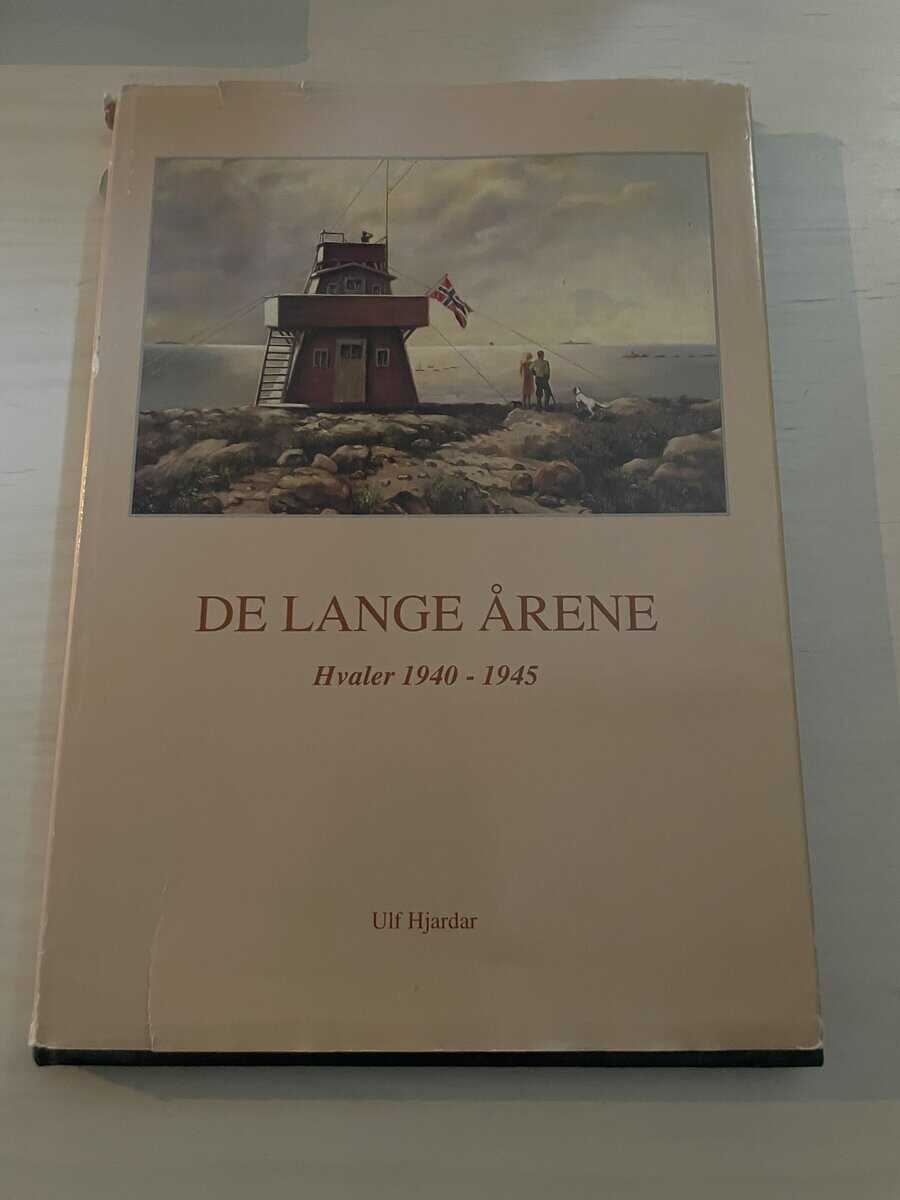 DE LANGE ÅRENE
Hvaler 1940 - 1945
Ulf Hjardar